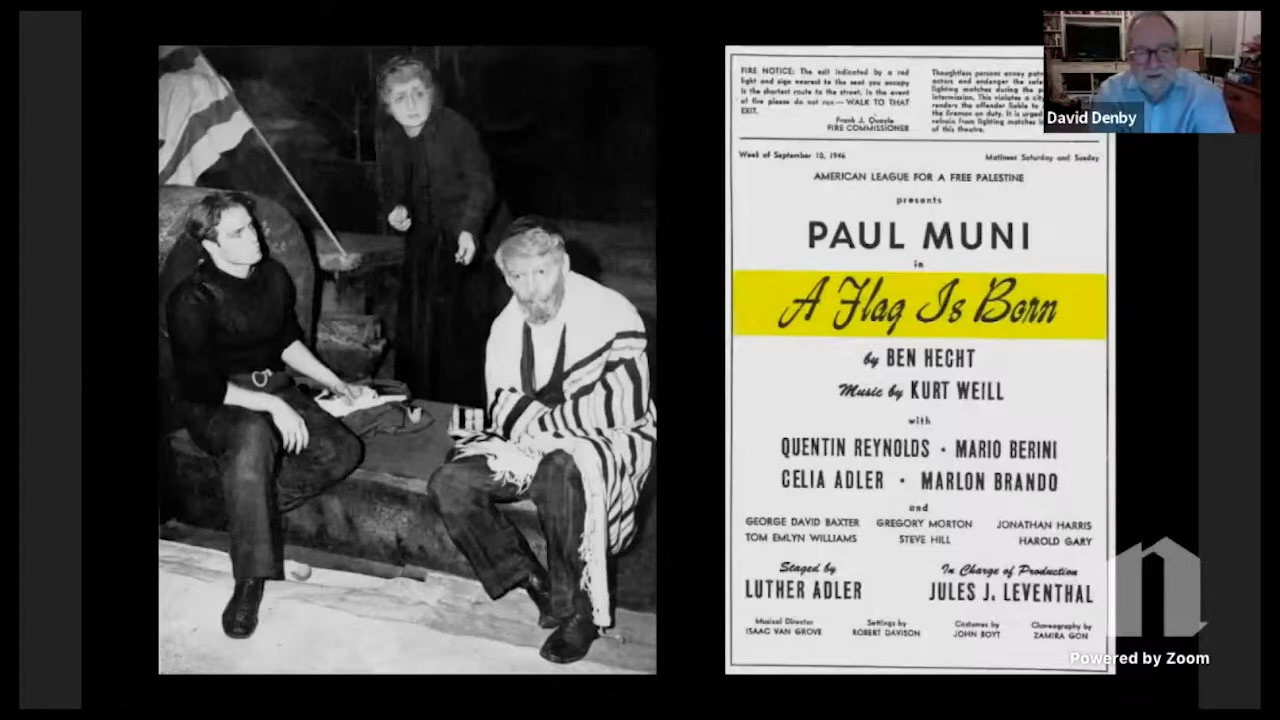 FIRE NOTICE: The exit indicated by a red
light and sign nearest to the seat you occupy
is the shortest route to the street. In the event
of fire please do not run — WALK TO THAT
EXIT.
Frank J. Quayle
FIRE COMMISSIONER
Thoughtless persons annoy
actors and endanger the
lighting matches during the
intermission. This violates a
renders the offender liable to
the fireman on duty. It is
refrain from lighting matches
of this theatre.
David Denby
Week of September 10, 1946
Matinees Saturday and Sunday
AMERICAN LEAGUE FOR A FREE PALESTINE
presents
PAUL MUNI
in
A Flag Is Born
by BEN HECHT
Music by KURT WEILL
with
QUENTIN REYNOLDS • MARIO BERINI
CELIA ADLER • MARLON BRANDO
and
GEORGE DAVID BAXTER GREGORY MORTON JONATHAN HARRIS
TOM EMLYN WILLIAMS STEVE HILL HAROLD GARY
Staged by
LUTHER ADLER
In Charge of Production
JULES J. LEVENTHAL
Musical Director
ISAAC VAN GROVE
Settings by
ROBERT DAVISON
Costumes by
JOHN BOYT
Choreography by
ZAMIRA GON
n
Powered by Zoom